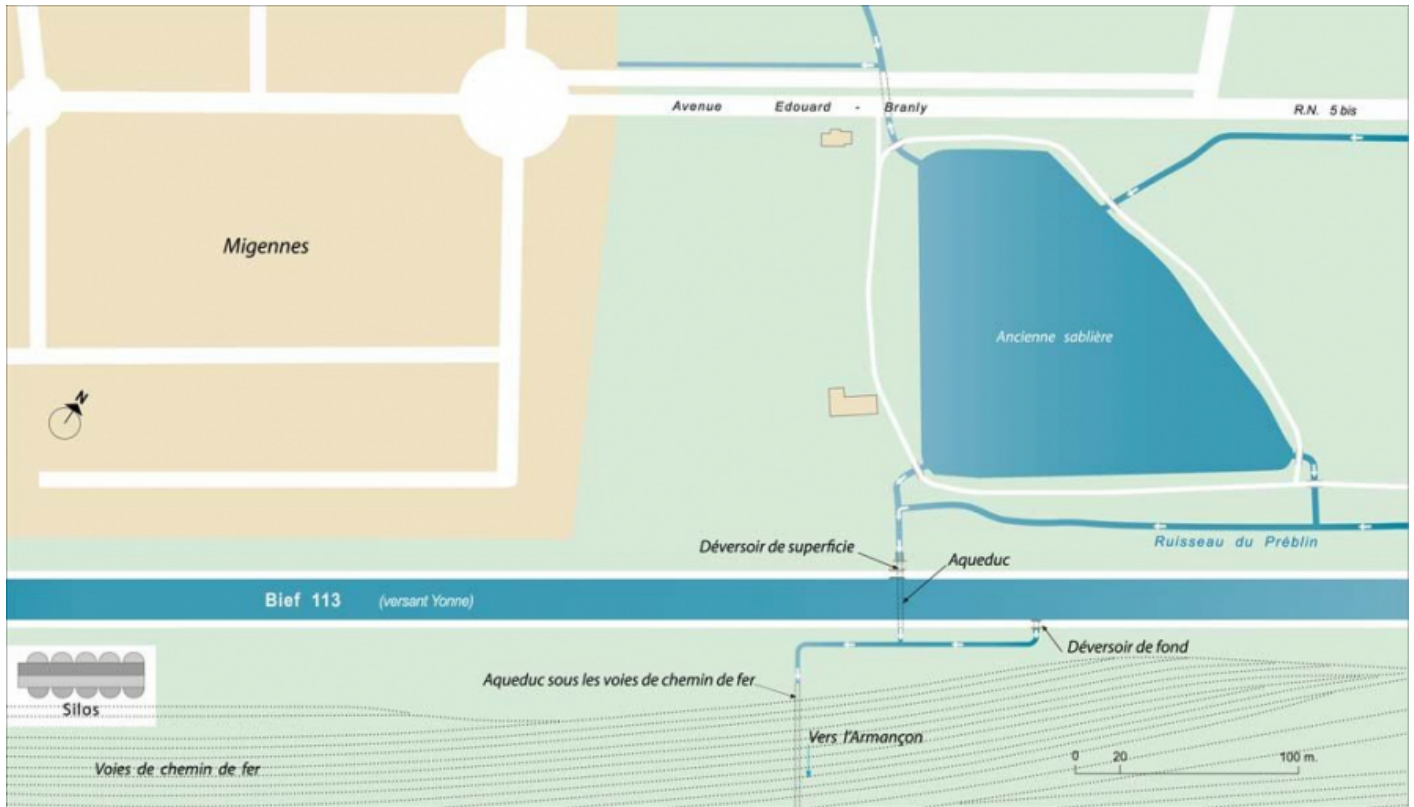 Avenue Edouard - Branly
R.N. 5 bis
Migennes
Ancienne sablière
N
Déversoir de superficie
Aqueduc
Ruisseau du Préblin
Bief 113 (versant Yonne)
Déversoir de fond
Aqueduc sous les voies de chemin de fer
Silos
Vers l'Armançon
Voies de chemin de fer
0 20 100 m.